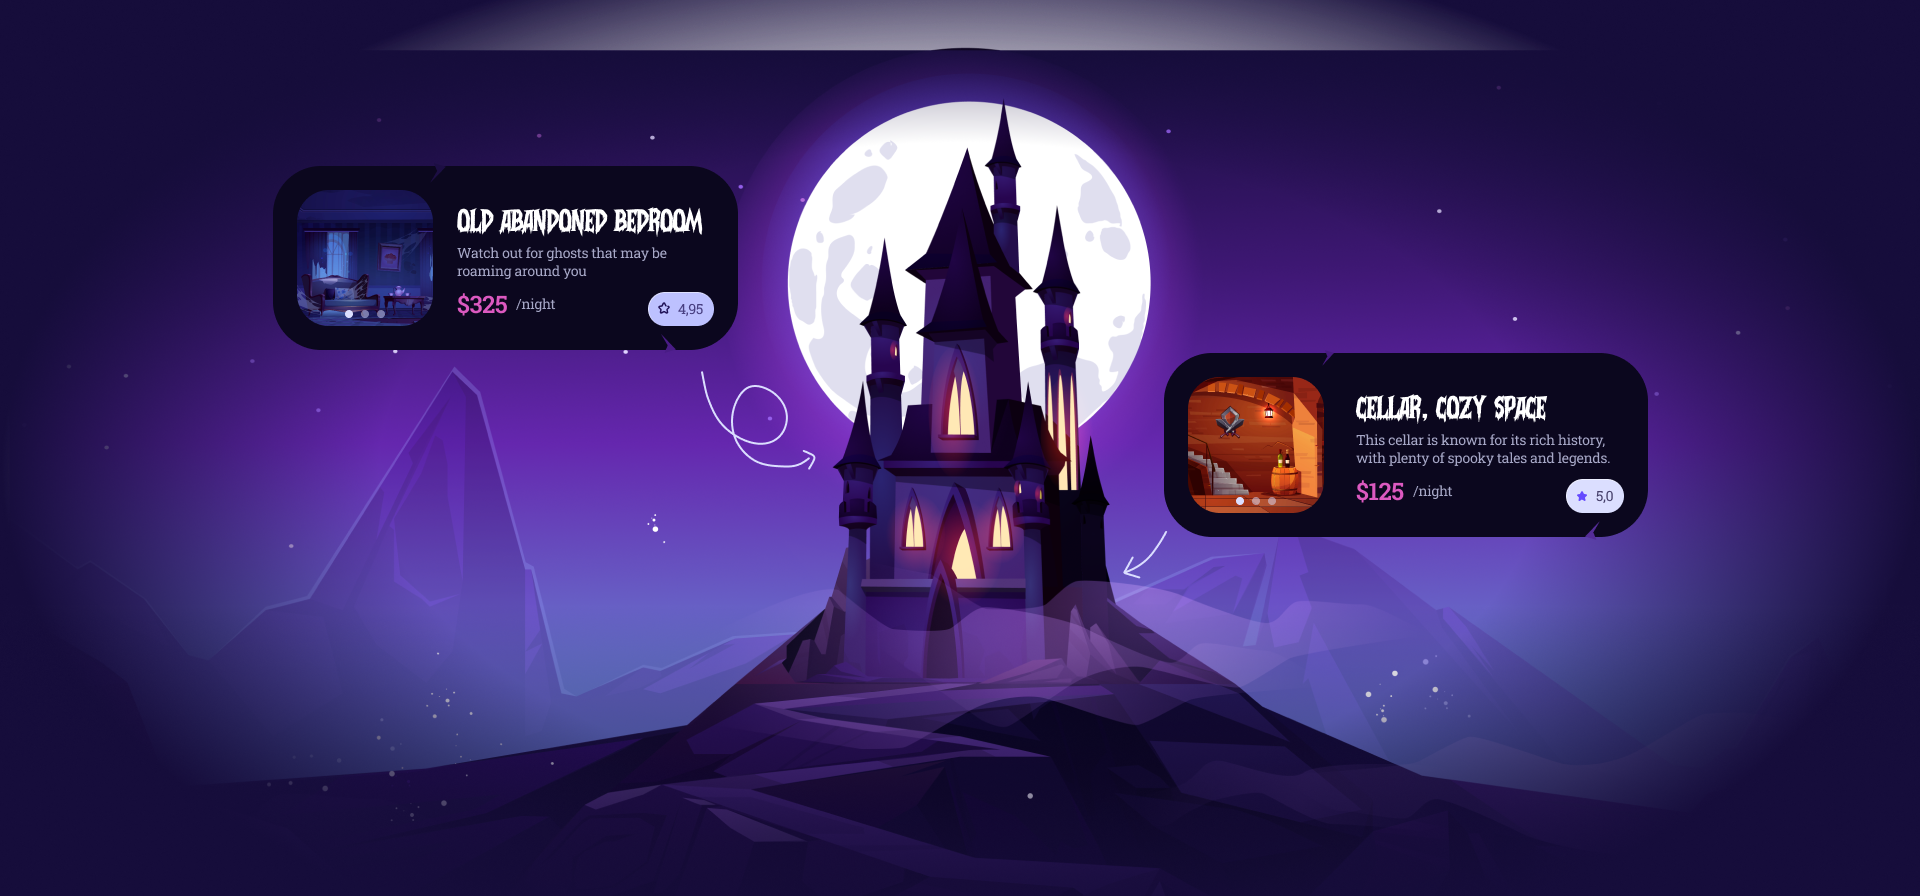 OLD ABANDONED BEDROOM
Watch out for ghosts that may be
roaming around you
$325 /night
4,95
CELLAR, COZY SPACE
This cellar is known for its rich history,
with plenty of spooky tales and legends.
$125 /night
5,0